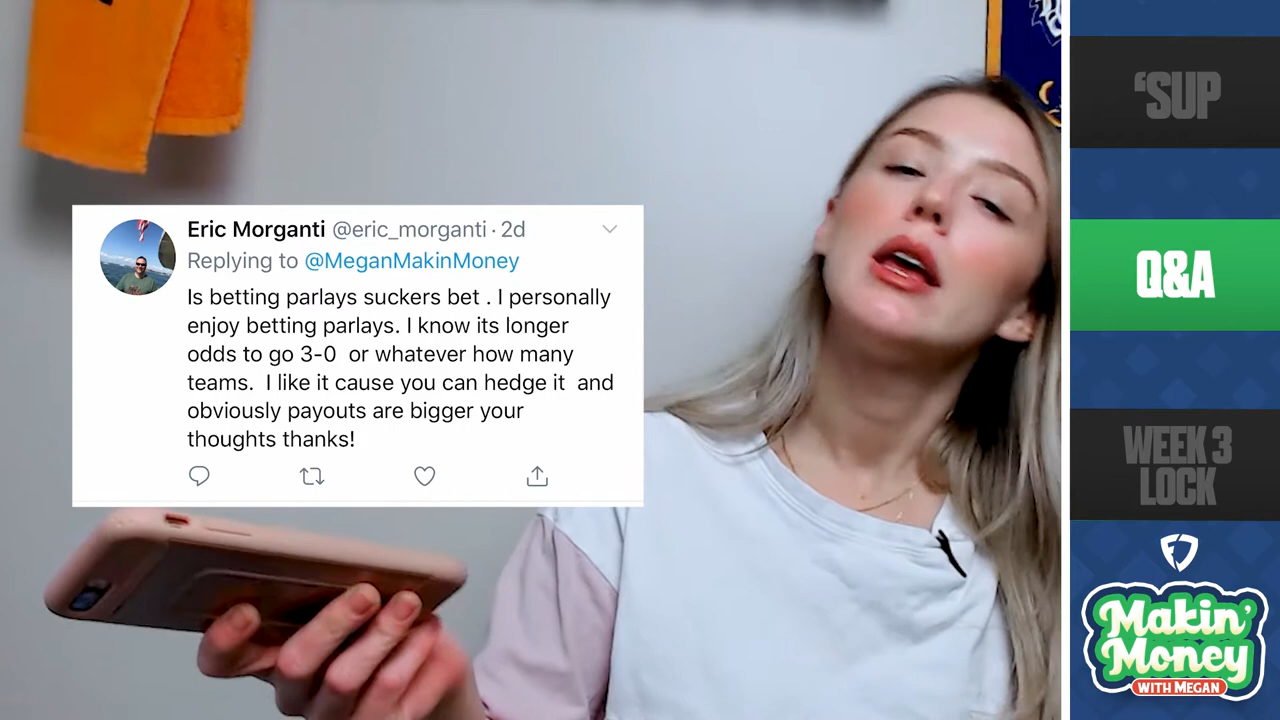 Eric Morganti @eric_morganti · 2d
Replying to @MeganMakinMoney
Is betting parlays suckers bet . I personally
enjoy betting parlays. I know its longer
odds to go 3-0 or whatever how many
teams. I like it cause you can hedge it and
obviously payouts are bigger your
thoughts thanks!
‘SUP
Q&A
WEEK 3
LOCK
Makin’
Money
WITH MEGAN